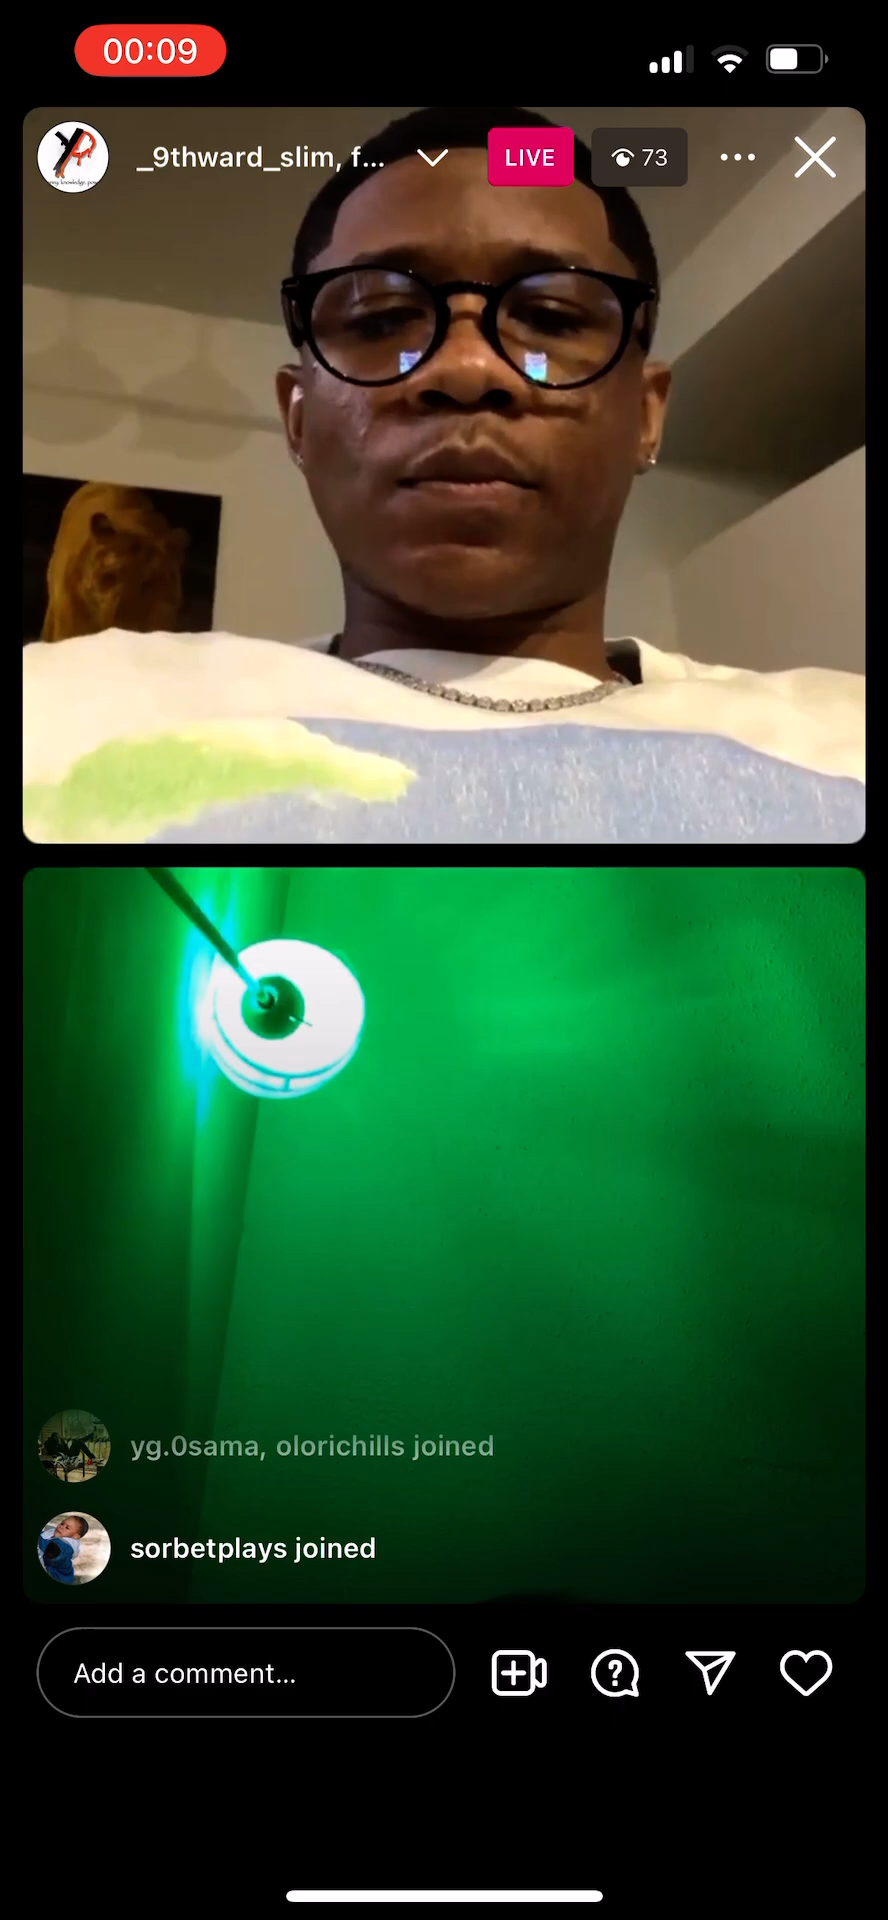 00:09
_9thward_slim, f...
LIVE
73
yg.0sama, olorichills joined
sorbetplays joined
Add a comment...